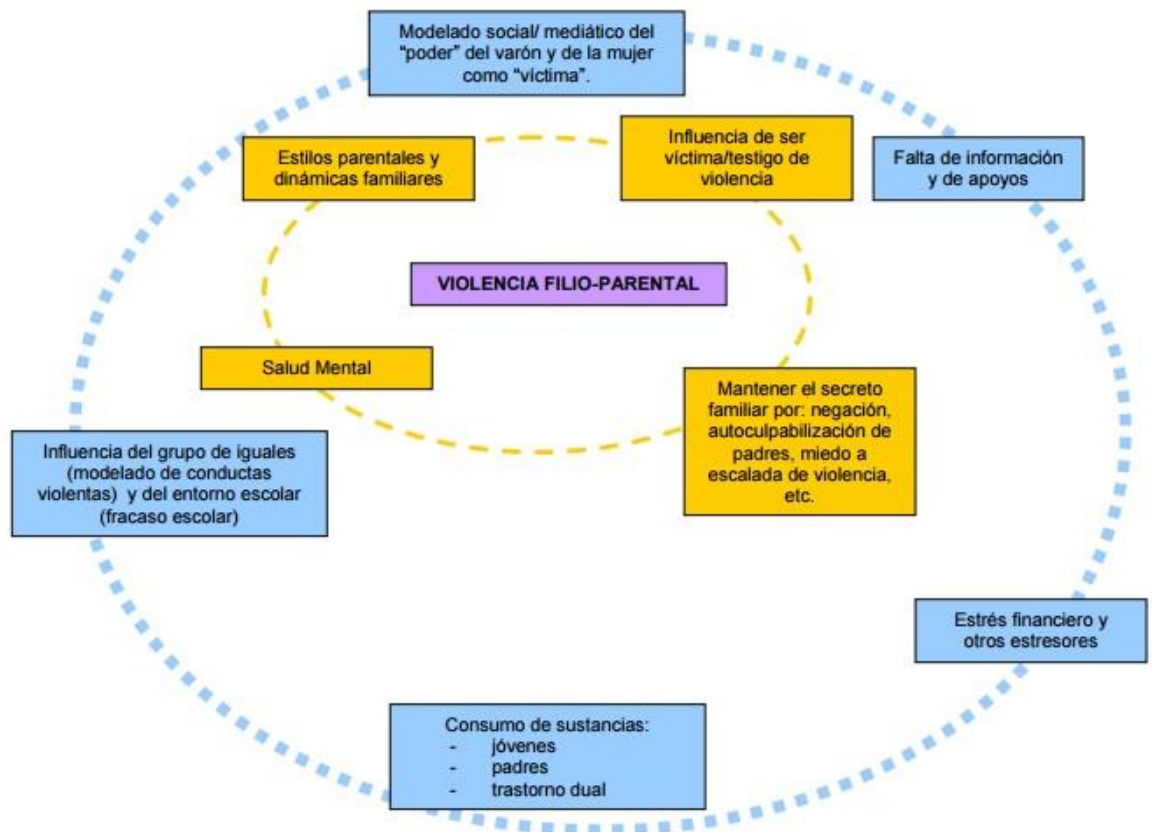 Modelado social/ mediático del
“poder” del varón y de la mujer
como “víctima”.
Estilos parentales y
dinámicas familiares
Influencia de ser
víctima/testigo de
violencia
Falta de información
y de apoyos
VIOLENCIA FILIO-PARENTAL
Salud Mental
Mantener el secreto
familiar por: negación,
autoculpabilización de
padres, miedo a
escalada de violencia,
etc.
Influencia del grupo de iguales
(modelado de conductas
violentas) y del entorno escolar
(fracaso escolar)
Estrés financiero y
otros estresores
Consumo de sustancias:
- jóvenes
- padres
- trastorno dual